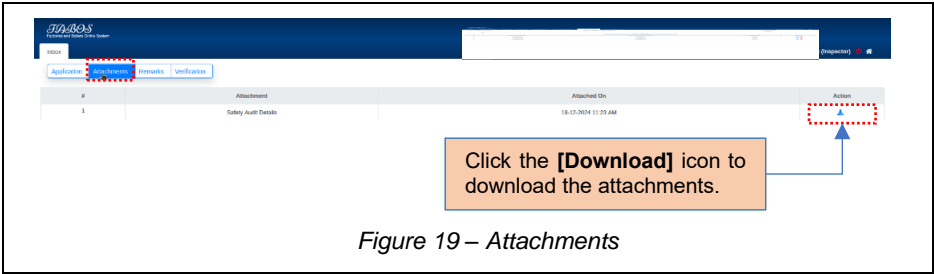 FABOS
Factories and Boilers Online System
Inbox
(Inspector)
Application Attachments Remarks Verification
# Attachment Attached On Action
1 Safety Audit Details 18-12-2024 11:23 AM
Click the [Download] icon to
download the attachments.
Figure 19 – Attachments